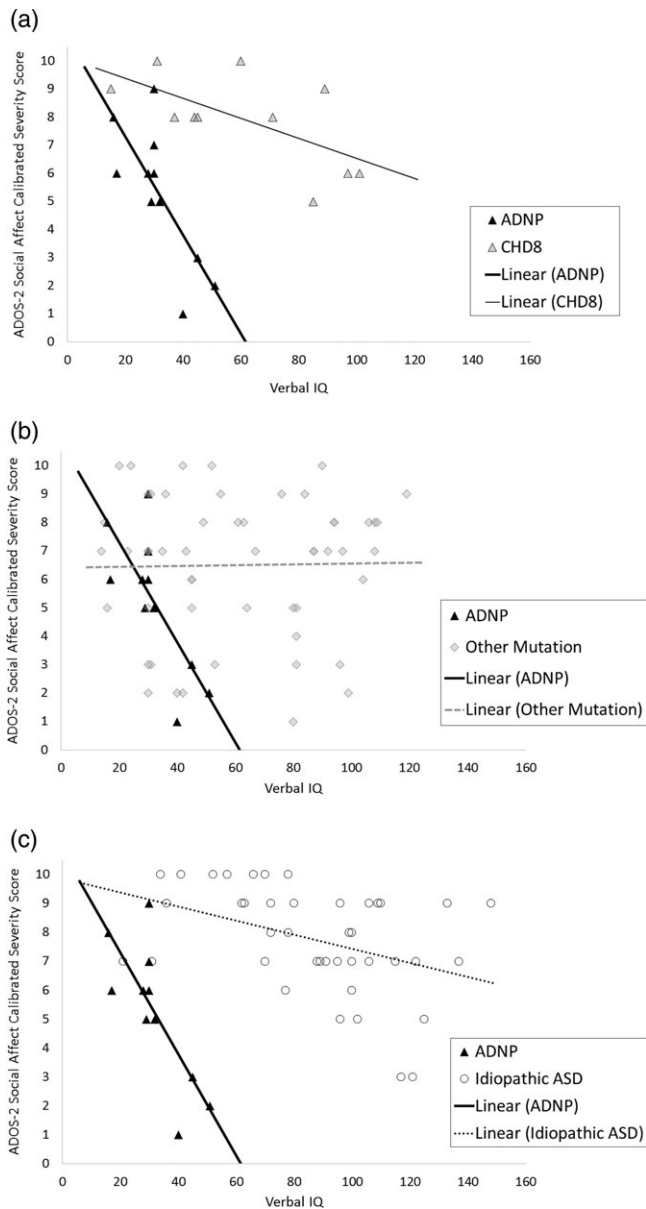 (a)
ADOS-2 Social Affect Calibrated Severity Score
10
9
8
7
6
5
4
3
2
1
0
0 20 40 60 80 100 120 140 160
Verbal IQ
ADNP
CHD8
Linear (ADNP)
Linear (CHD8)
(b)
ADOS-2 Social Affect Calibrated Severity Score
10
9
8
7
6
5
4
3
2
1
0
0 20 40 60 80 100 120 140 160
Verbal IQ
ADNP
Other Mutation
Linear (ADNP)
Linear (Other Mutation)
(c)
ADOS-2 Social Affect Calibrated Severity Score
10
9
8
7
6
5
4
3
2
1
0
0 20 40 60 80 100 120 140 160
Verbal IQ
ADNP
Idiopathic ASD
Linear (ADNP)
Linear (Idiopathic ASD)